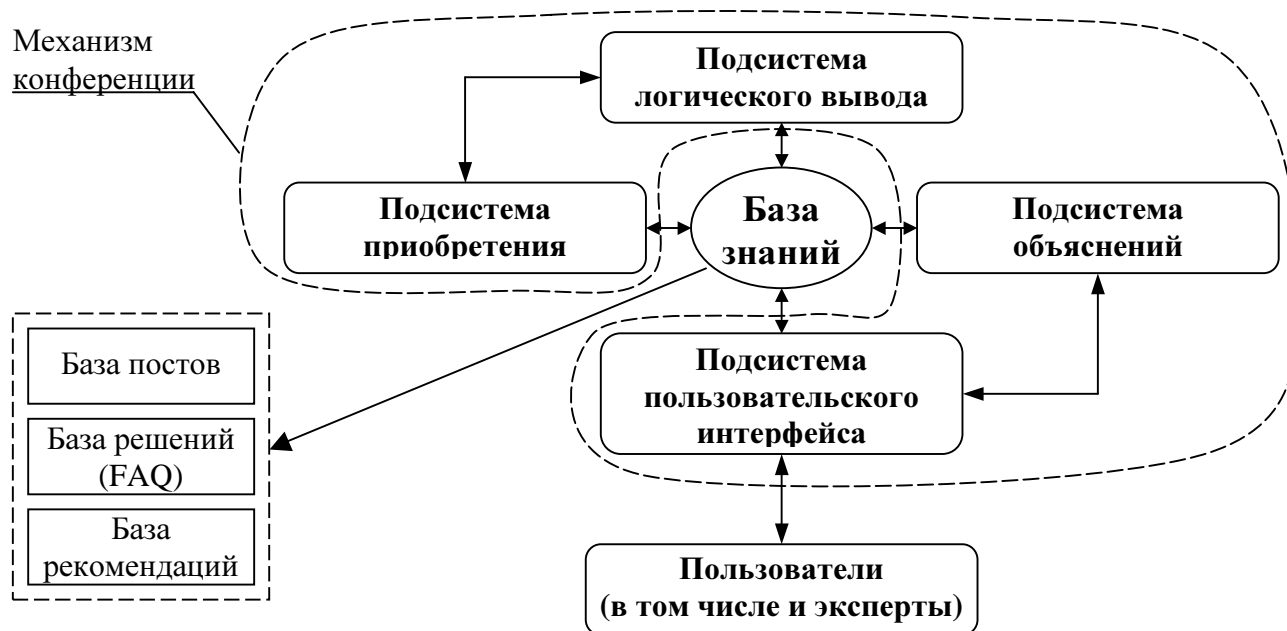 Механизм
конференции
Подсистема
логического вывода
Подсистема
приобретения
База
знаний
Подсистема
объяснений
База постов
База решений
(FAQ)
База
рекомендаций
Подсистема
пользовательского
интерфейса
Пользователи
(в том числе и эксперты)